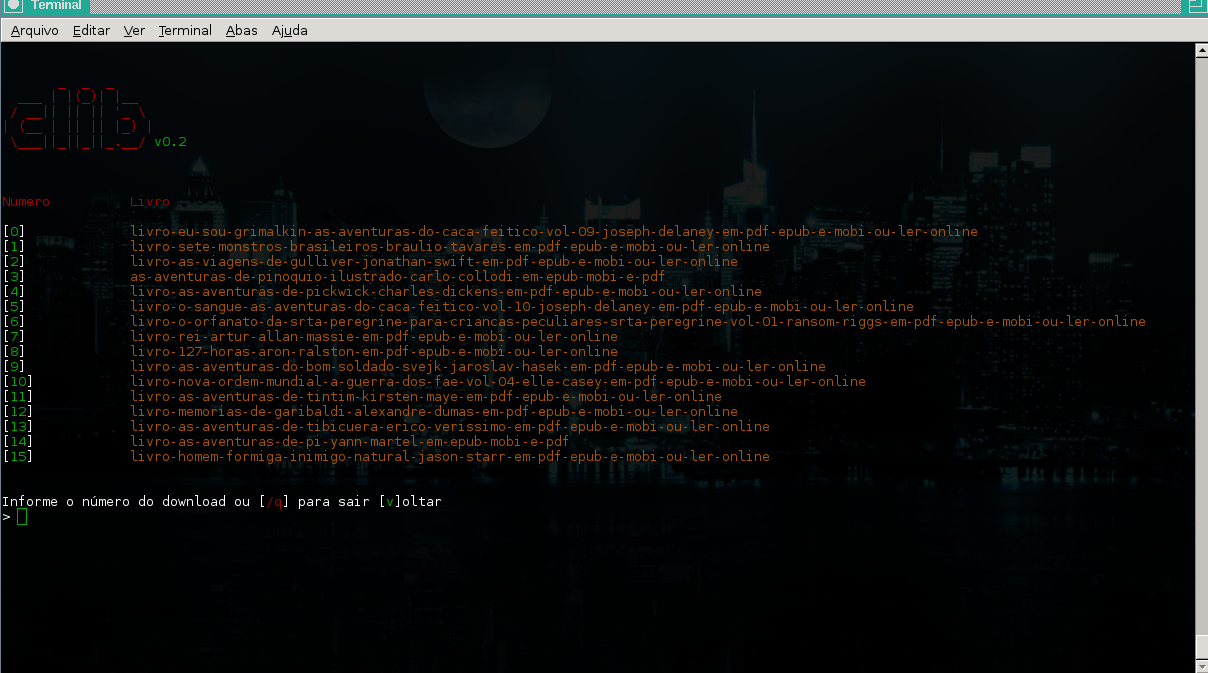 Terminal
Arquivo Editar Ver Terminal Abas Ajuda
clib v0.2
Numero Livro
[0] livro-eu-sou-grimalkin-as-aventuras-do-caca-feitico-vol-09-joseph-delaney-em-pdf-epub-e-mobi-ou-ler-online
[1] livro-sete-monstros-brasileiros-braulio-tavares-em-pdf-epub-e-mobi-ou-ler-online
[2] livro-as-viagens-de-gulliver-jonathan-swift-em-pdf-epub-e-mobi-ou-ler-online
[3] as-aventuras-de-pinoquio-ilustrado-carlo-collodi-em-epub-mobi-e-pdf
[4] livro-as-aventuras-de-pickwick-charles-dickens-em-pdf-epub-e-mobi-ou-ler-online
[5] livro-o-sangue-as-aventuras-do-caca-feitico-vol-10-joseph-delaney-em-pdf-epub-e-mobi-ou-ler-online
[6] livro-o-orfanato-da-srta-peregrine-para-criancas-peculiares-srta-peregrine-vol-01-ransom-riggs-em-pdf-epub-e-mobi-ou-ler-online
[7] livro-rei-artur-allan-massie-em-pdf-epub-e-mobi-ou-ler-online
[8] livro-127-horas-aron-ralston-em-pdf-epub-e-mobi-ou-ler-online
[9] livro-as-aventuras-do-bom-soldado-svejk-jaroslav-hasek-em-pdf-epub-e-mobi-ou-ler-online
[10] livro-nova-ordem-mundial-a-guerra-dos-fae-vol-04-elle-casey-em-pdf-epub-e-mobi-ou-ler-online
[11] livro-as-aventuras-de-tintim-kirsten-maye-em-pdf-epub-e-mobi-ou-ler-online
[12] livro-memorias-de-garibaldi-alexandre-dumas-em-pdf-epub-e-mobi-ou-ler-online
[13] livro-as-aventuras-de-tibicuera-erico-verissimo-em-pdf-epub-e-mobi-ou-ler-online
[14] livro-as-aventuras-de-pi-yann-martel-em-epub-mobi-e-pdf
[15] livro-homem-formiga-inimigo-natural-jason-starr-em-pdf-epub-e-mobi-ou-ler-online
Informe o número do download ou [/q] para sair [v]oltar
>